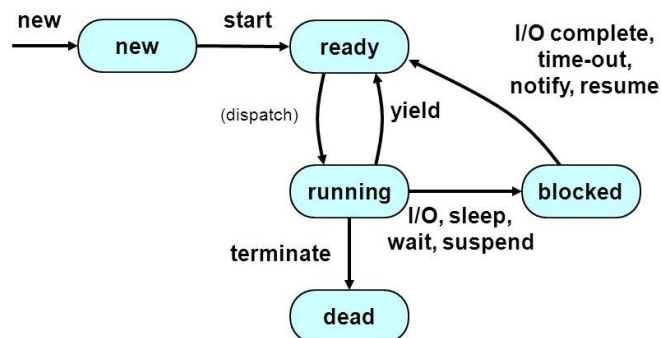 new
new
start
ready
I/O complete,
time-out,
notify, resume
(dispatch)
yield
running
blocked
I/O, sleep,
wait, suspend
terminate
dead